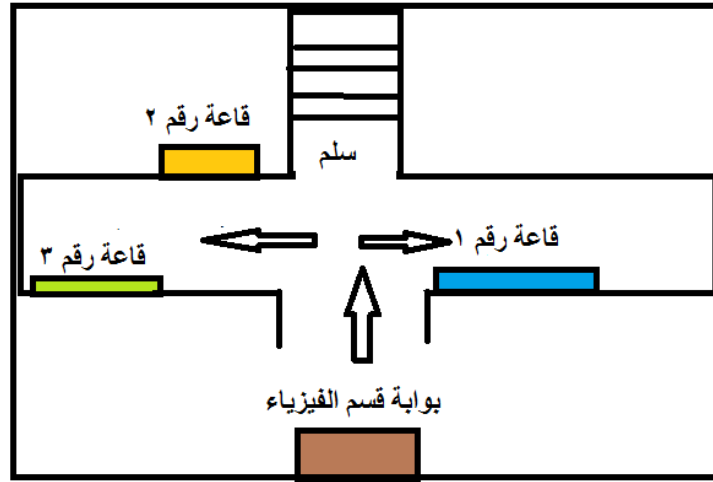 قاعة رقم ٢
سلم
قاعة رقم ١
قاعة رقم ٣
بوابة قسم الفيزياء